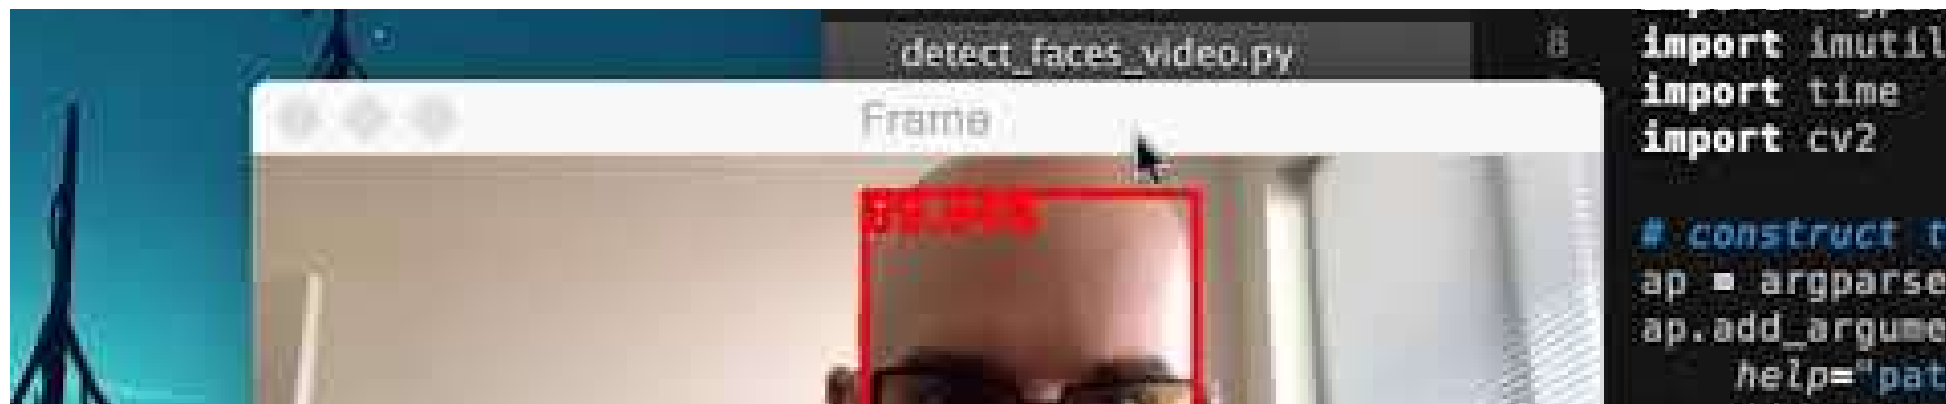 detect_faces_video.py
Frame
8
import imutil
import time
import cv2
# construct t
ap = argparse
ap.add_argume
help="pat